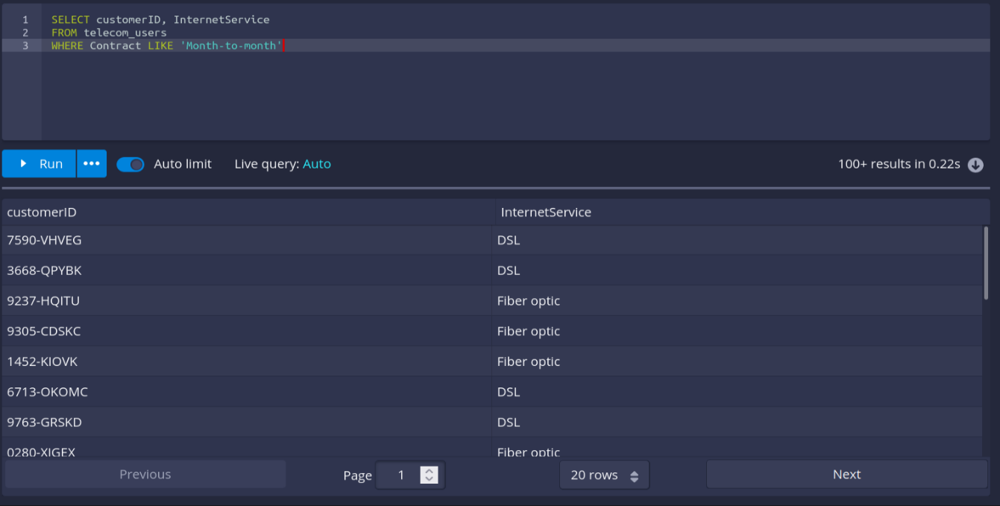 1 SELECT customerID, InternetService
2 FROM telecom_users
3 WHERE Contract LIKE 'Month-to-month'
Run ••• Auto limit Live query: Auto 100+ results in 0.22s
customerID InternetService
7590-VHVEG DSL
3668-QPYBK DSL
9237-HQITU Fiber optic
9305-CDSKC Fiber optic
1452-KIOVK Fiber optic
6713-OKOMC DSL
9763-GRSKD DSL
0280-XJGEX Fiber optic
Previous Page 1 20 rows Next